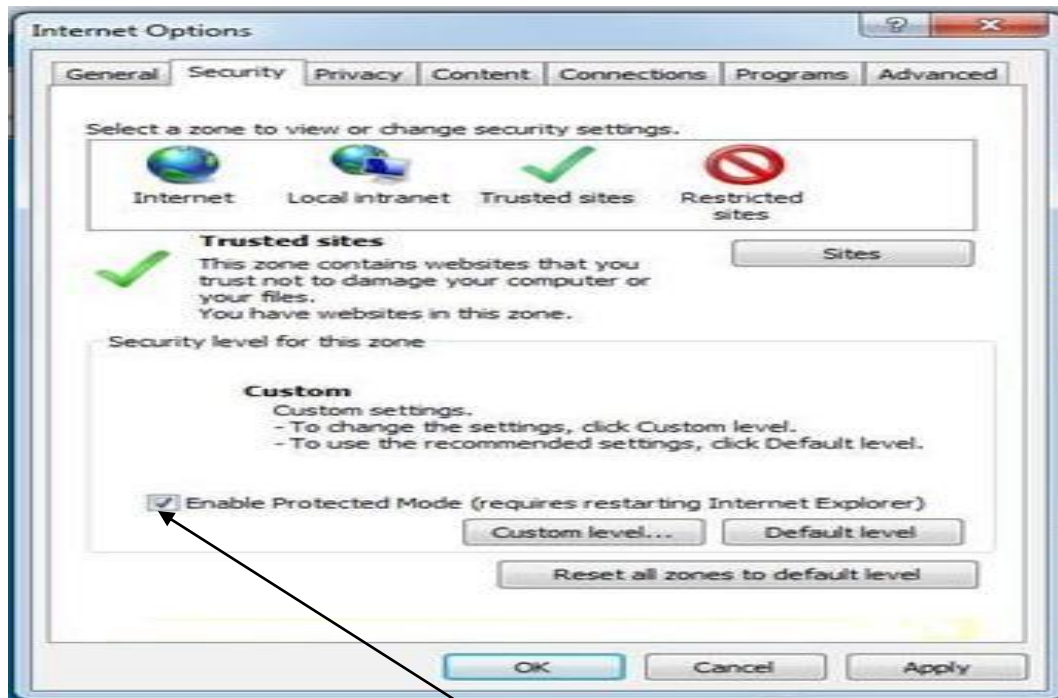 Internet Options
General Security Privacy Content Connections Programs Advanced
Select a zone to view or change security settings.
Internet Local intranet Trusted sites Restricted sites
Trusted sites
Sites
This zone contains websites that you
trust not to damage your computer or
your files.
You have websites in this zone.
Security level for this zone
Custom
Custom settings.
- To change the settings, click Custom level.
- To use the recommended settings, click Default level.
Enable Protected Mode (requires restarting Internet Explorer)
Custom level... Default level
Reset all zones to default level
OK Cancel Apply